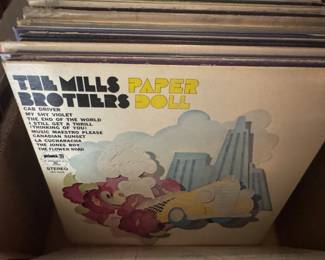 THE MILLS PAPER
BROTHERS DOLL
CAB DRIVER
MY SHY VIOLET
THE END OF THE WORLD
I STILL GET A THRILL
(THINKING OF YOU)
MUSIC MAESTRO PLEASE
CANADIAN SUNSET
LA CUCHARACHA
THE JONES BOY
THE FLOWER ROAD
STEREO